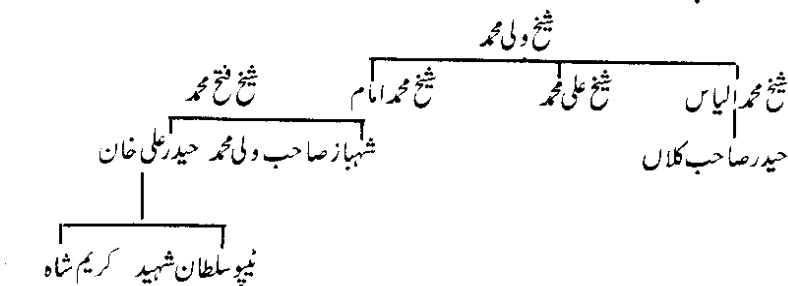 شیخ ولی محمد
شیخ محمد الیاس شیخ علی محمد شیخ محمد امام شیخ فتح محمد
حیدر صاحب کلاں شہباز صاحب ولی محمد حیدر علی خان
ٹیپو سلطان شہید کریم شاہ